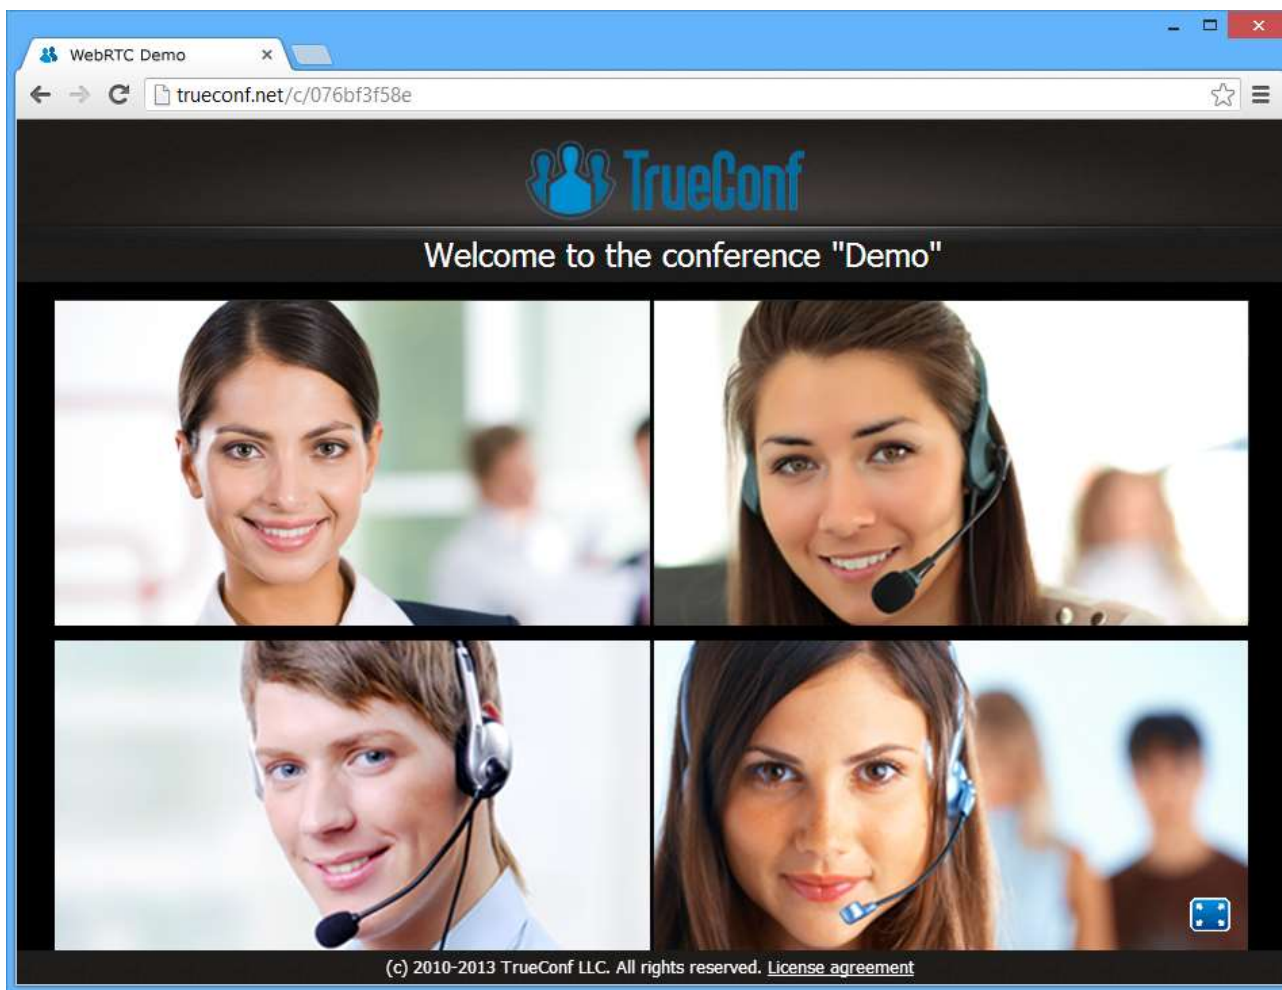 WebRTC Demo
trueconf.net/c/076bf3f58e
TrueConf
Welcome to the conference "Demo"
(c) 2010-2013 TrueConf LLC. All rights reserved. License agreement